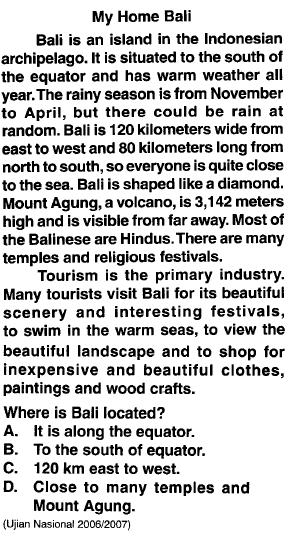 My Home Bali
Bali is an island in the Indonesian
archipelago. It is situated to the south of
the equator and has warm weather all
year. The rainy season is from November
to April, but there could be rain at
random. Bali is 120 kilometers wide from
east to west and 80 kilometers long from
north to south, so everyone is quite close
to the sea. Bali is shaped like a diamond.
Mount Agung, a volcano, is 3,142 meters
high and is visible from far away. Most of
the Balinese are Hindus. There are many
temples and religious festivals.
Tourism is the primary industry.
Many tourists visit Bali for its beautiful
scenery and interesting festivals,
to swim in the warm seas, to view the
beautiful landscape and to shop for
inexpensive and beautiful clothes,
paintings and wood crafts.
Where is Bali located?
A. It is along the equator.
B. To the south of equator.
C. 120 km east to west.
D. Close to many temples and
Mount Agung.
(Ujian Nasional 2006/2007)